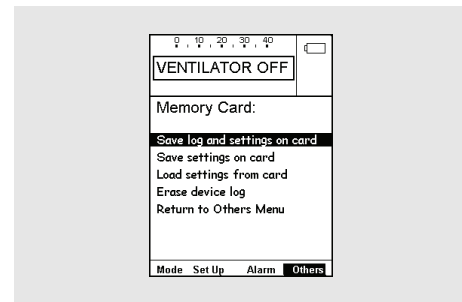 0 10 20 30 40
VENTILATOR OFF
Memory Card:
Save log and settings on card
Save settings on card
Load settings from card
Erase device log
Return to Others Menu
Mode Set Up Alarm Others